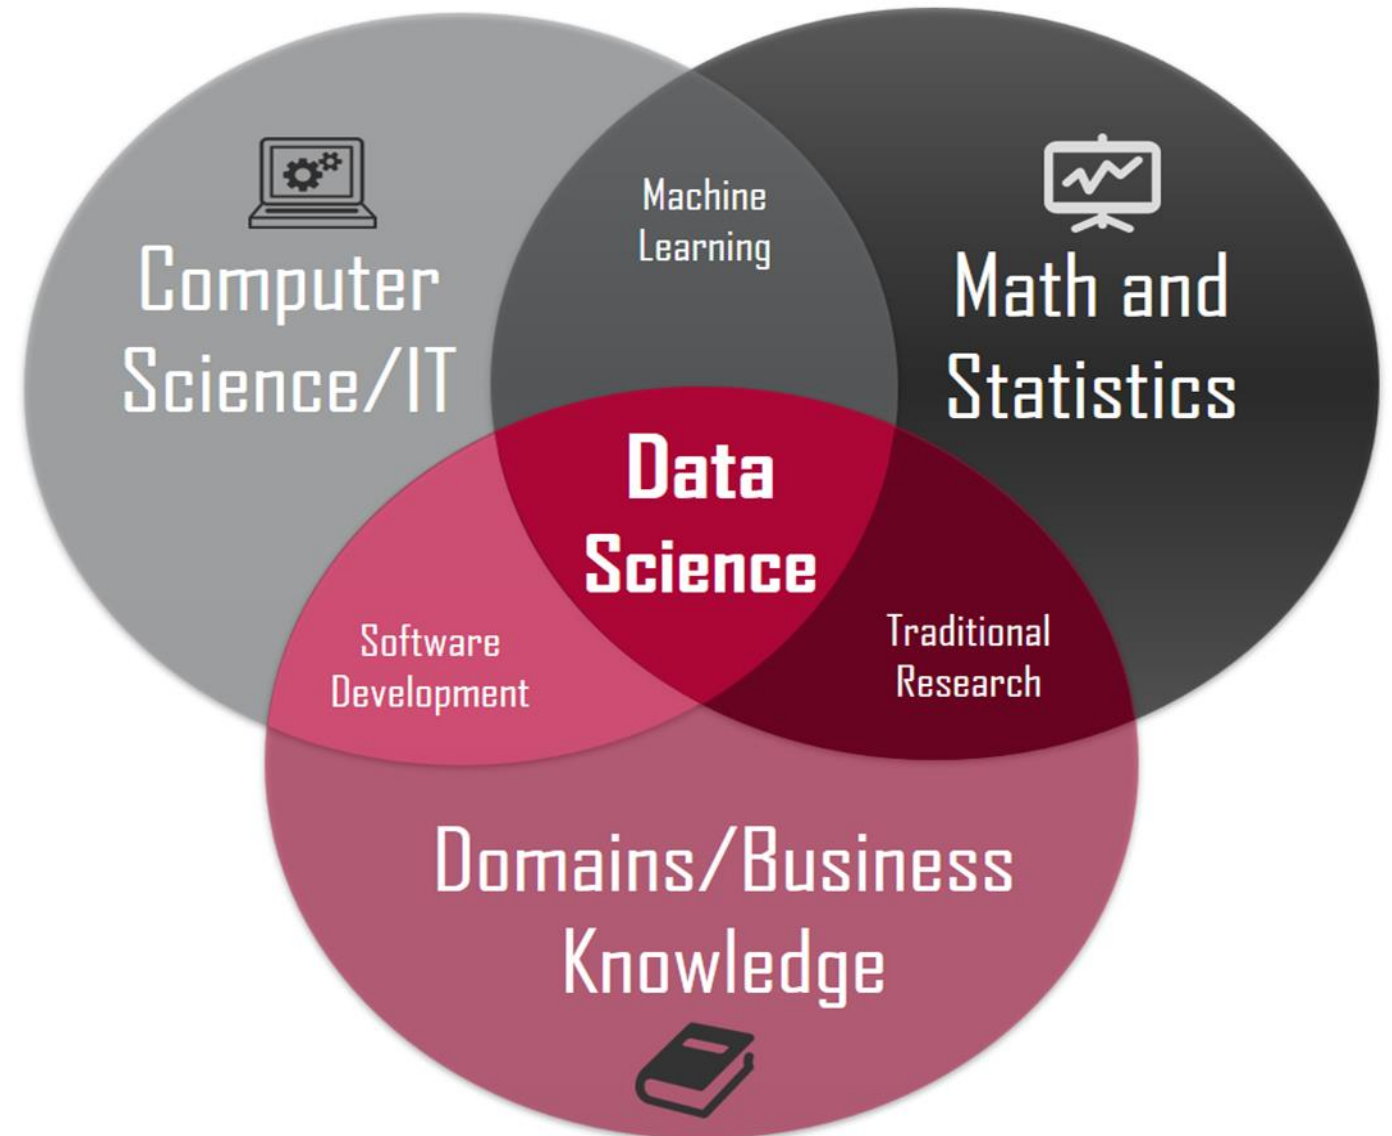 Machine
Learning
Computer
Science/IT
Math and
Statistics
Data
Science
Software
Development
Traditional
Research
Domains/Business
Knowledge